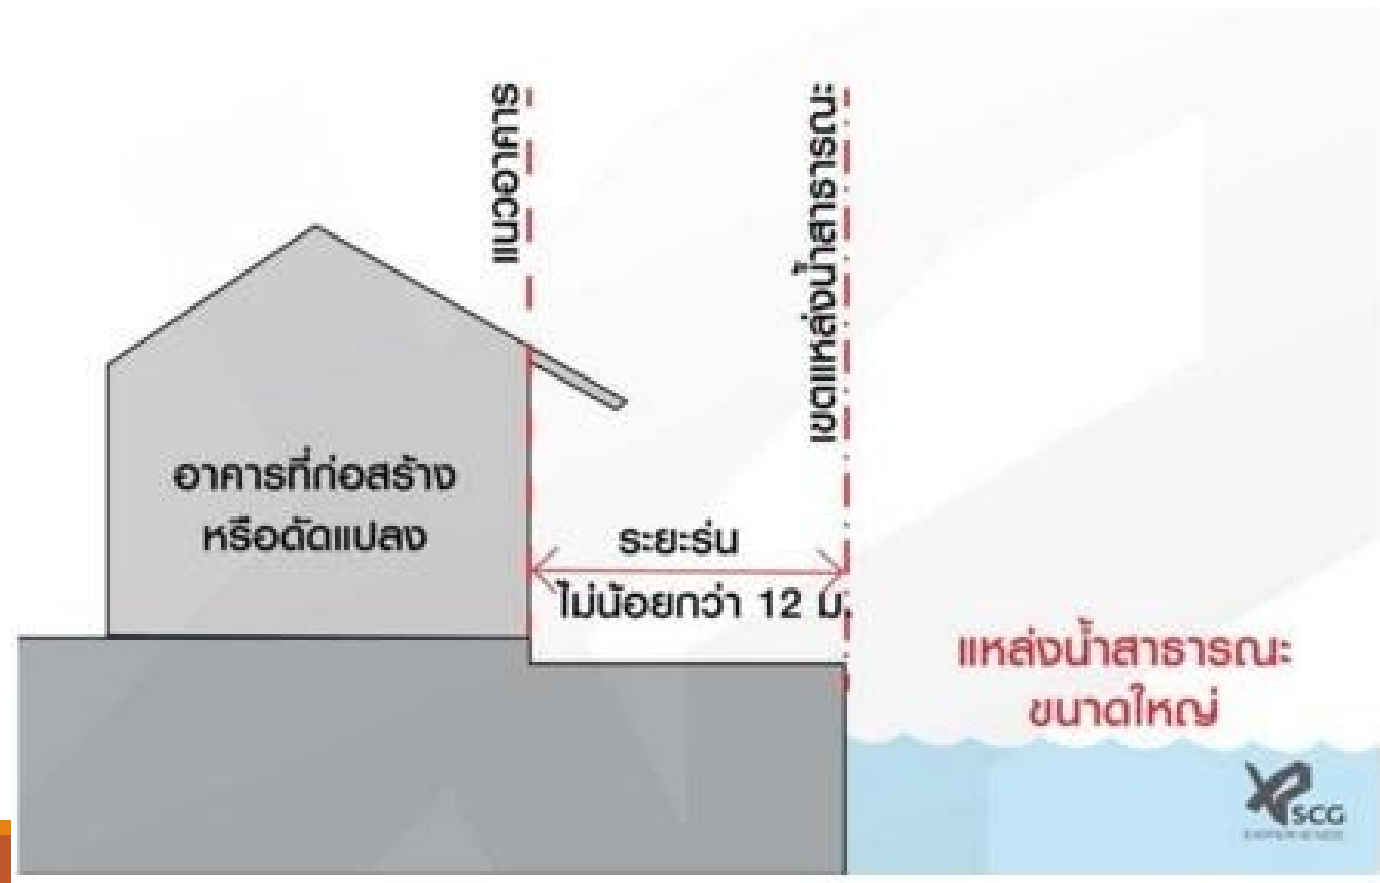 แนวอาคาร
เขตแหล่งน้ำสาธารณะ
อาคารที่ก่อสร้าง
หรือดัดแปลง
ระยะร่น
ไม่น้อยกว่า 12 ม.
แหล่งน้ำสาธารณะ
ขนาดใหญ่
SCG
EXPERIENCE